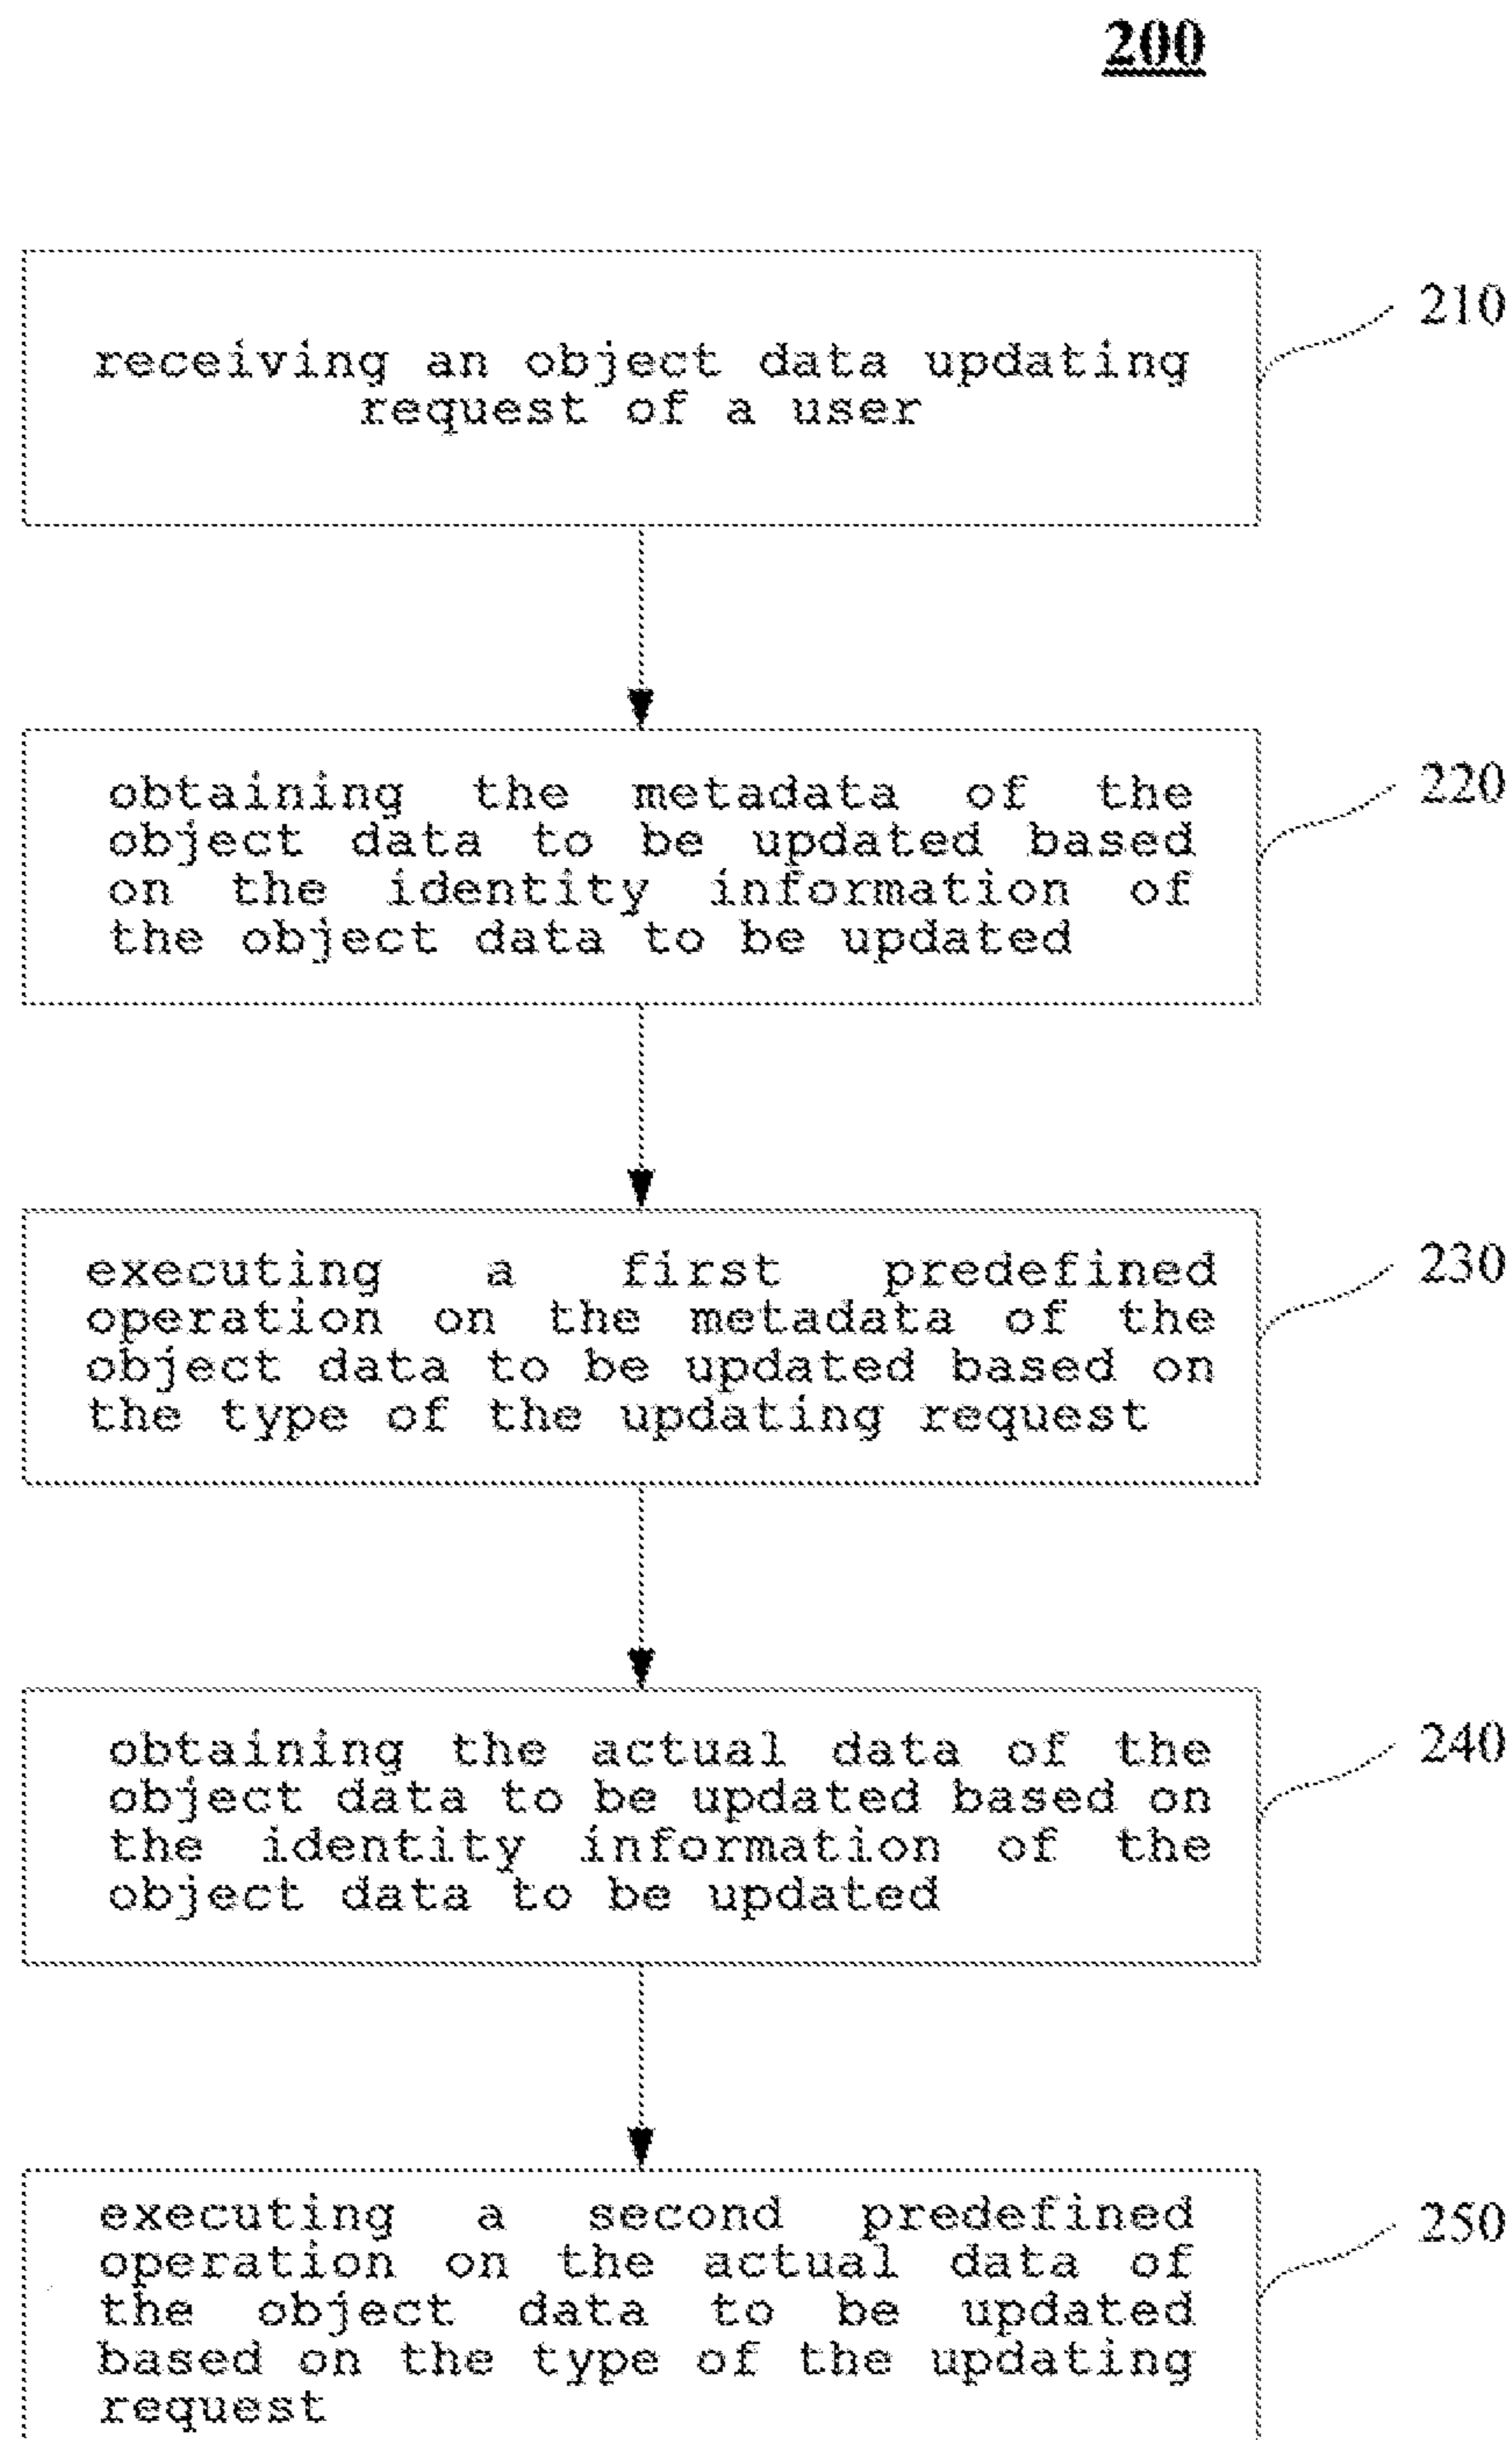 200
receiving an object data updating
request of a user
210
obtaining the metadata of the
object data to be updated based
on the identity information of
the object data to be updated
220
executing a first predefined
operation on the metadata of the
object data to be updated based on
the type of the updating request
230
obtaining the actual data of the
object data to be updated based on
the identity information of the
object data to be updated
240
executing a second predefined
operation on the actual data of
the object data to be updated
based on the type of the updating
request
250